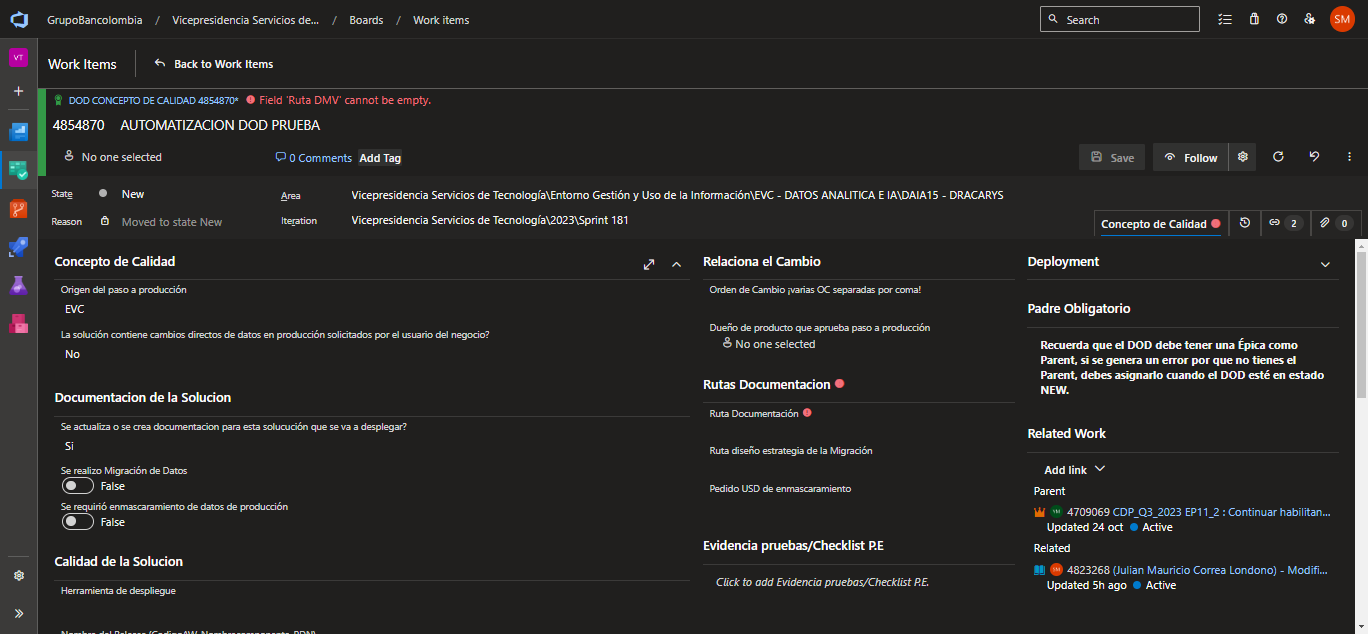 GrupoBancolombia / Vicepresidencia Servicios de... / Boards / Work items
Search
SM
VT
Work Items
Back to Work Items
DOD CONCEPTO DE CALIDAD 4854870* Field 'Ruta DMV' cannot be empty.
4854870 AUTOMATIZACION DOD PRUEBA
No one selected
0 Comments
Add Tag
Save
Follow
State
New
Area
Vicepresidencia Servicios de Tecnología\Entorno Gestión y Uso de la Información\EVC - DATOS ANALITICA E IA\DAIA15 - DRACARYS
Reason
Moved to state New
Iteration
Vicepresidencia Servicios de Tecnología\2023\Sprint 181
Concepto de Calidad
2
0
Concepto de Calidad
Origen del paso a producción
EVC
La solución contiene cambios directos de datos en producción solicitados por el usuario del negocio?
No
Documentacion de la Solucion
Se actualiza o se crea documentacion para esta solucución que se va a desplegar?
Si
Se realizo Migración de Datos
False
Se requirió enmascaramiento de datos de producción
False
Calidad de la Solucion
Herramienta de despliegue
Relaciona el Cambio
Orden de Cambio ¡varias OC separadas por coma!
Dueño de producto que aprueba paso a producción
No one selected
Rutas Documentacion
Ruta Documentación
Ruta diseño estrategia de la Migración
Pedido USD de enmascaramiento
Evidencia pruebas/Checklist P.E
Click to add Evidencia pruebas/Checklist P.E.
Deployment
Padre Obligatorio
Recuerda que el DOD debe tener una Épica como
Parent, si se genera un error por que no tienes el
Parent, debes asignarlo cuando el DOD esté en estado
NEW.
Related Work
Add link
Parent
YM 4709069 CDP_Q3_2023 EP11_2 : Continuar habilitan...
Updated 24 oct Active
Related
SM 4823268 (Julian Mauricio Correa Londono) - Modifi...
Updated 5h ago Active